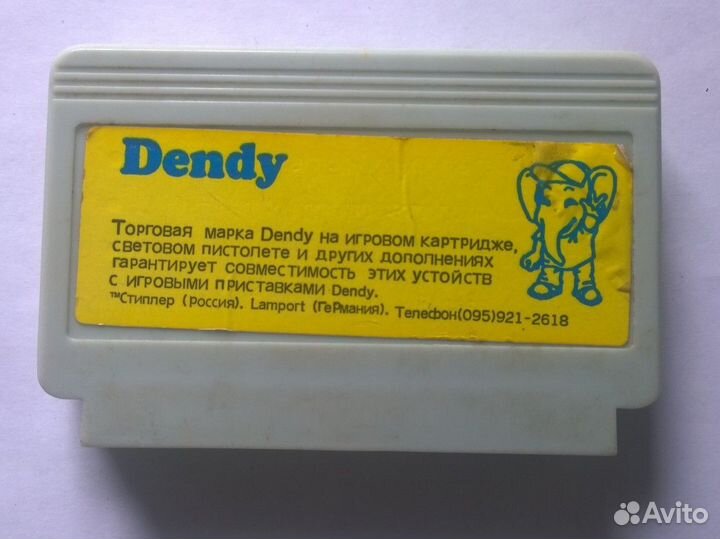 Dendy
Торговая марка Dendy на игровом картридже,
световом пистолете и других дополнениях
гарантирует совместимость этих устойств
с игровыми приставками Dendy.
™Стиплер (россия). Lamport (Германия). Телефон(095)921-2618
Avito